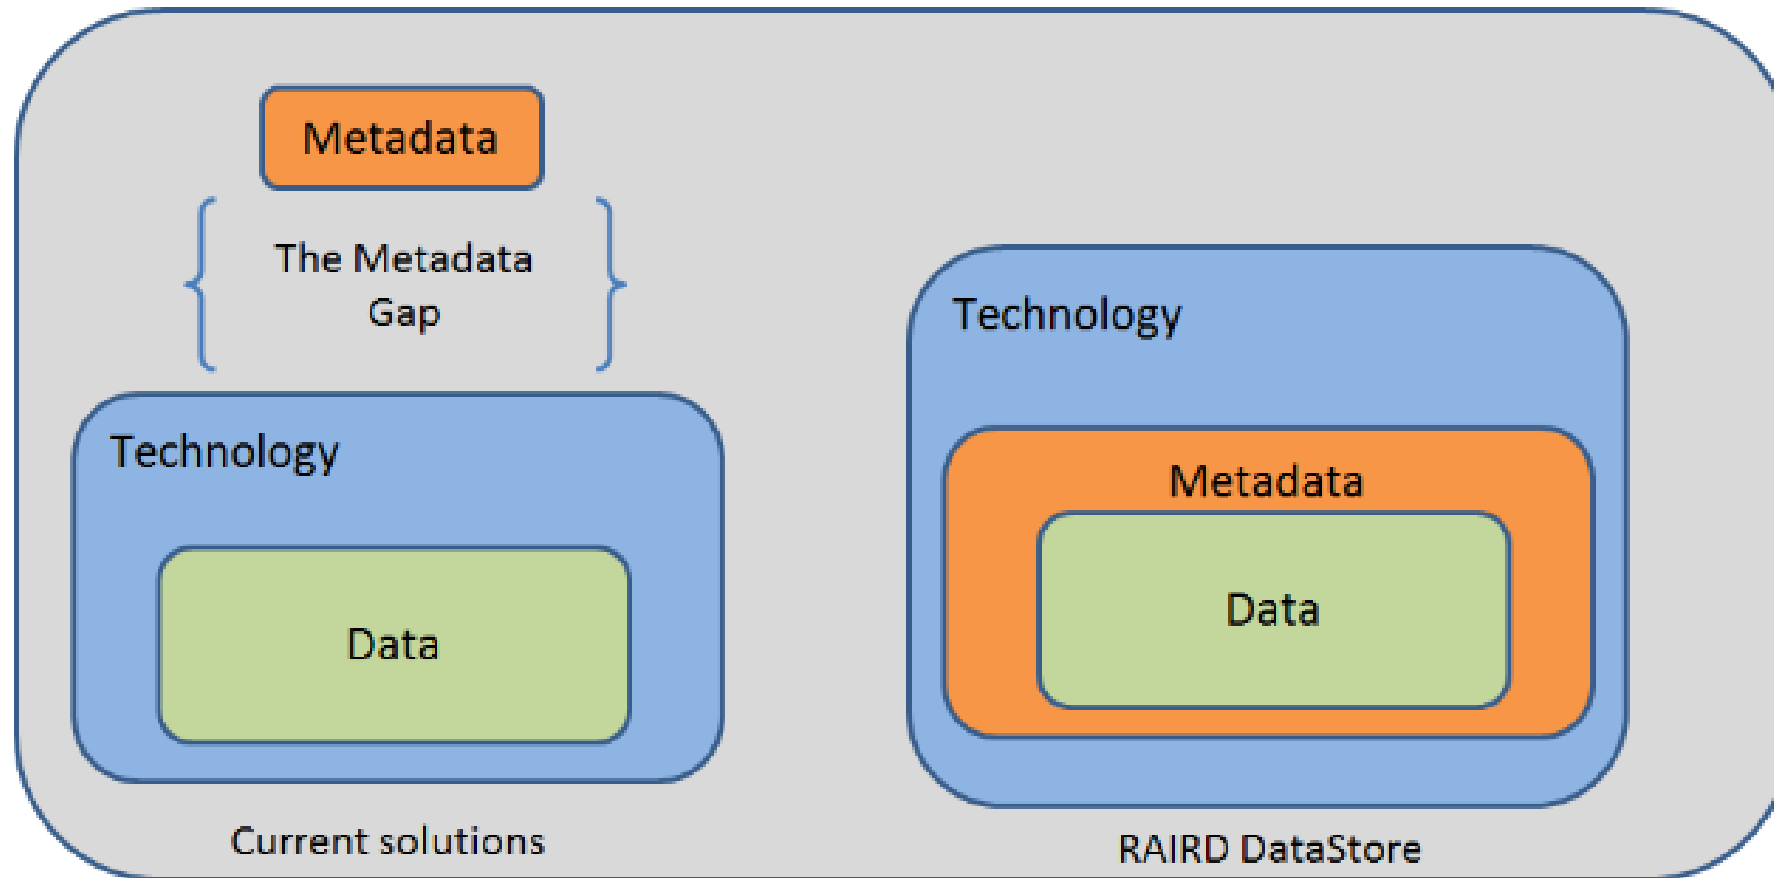 Metadata
The Metadata
Gap
Technology
Data
Current solutions
Technology
Metadata
Data
RAIRD DataStore